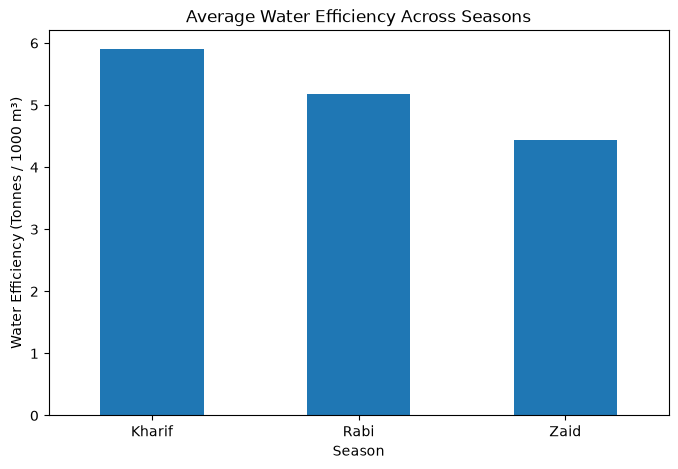 Average Water Efficiency Across Seasons
Water Efficiency (Tonnes / 1000 m³)
6
5
4
3
2
1
0
Kharif
Rabi
Zaid
Season